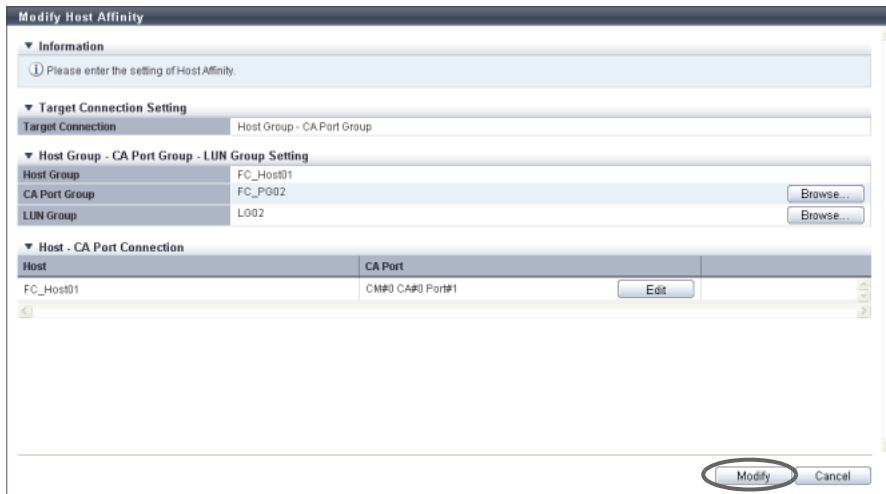 Modify Host Affinity
Information
Please enter the setting of Host Affinity.
Target Connection Setting
Target Connection Host Group - CA Port Group
Host Group - CA Port Group - LUN Group Setting
Host Group FC_Host01
CA Port Group FC_PG02 Browse...
LUN Group LG02 Browse...
Host - CA Port Connection
Host CA Port
FC_Host01 CM#0 CA#0 Port#1 Edit
Modify Cancel